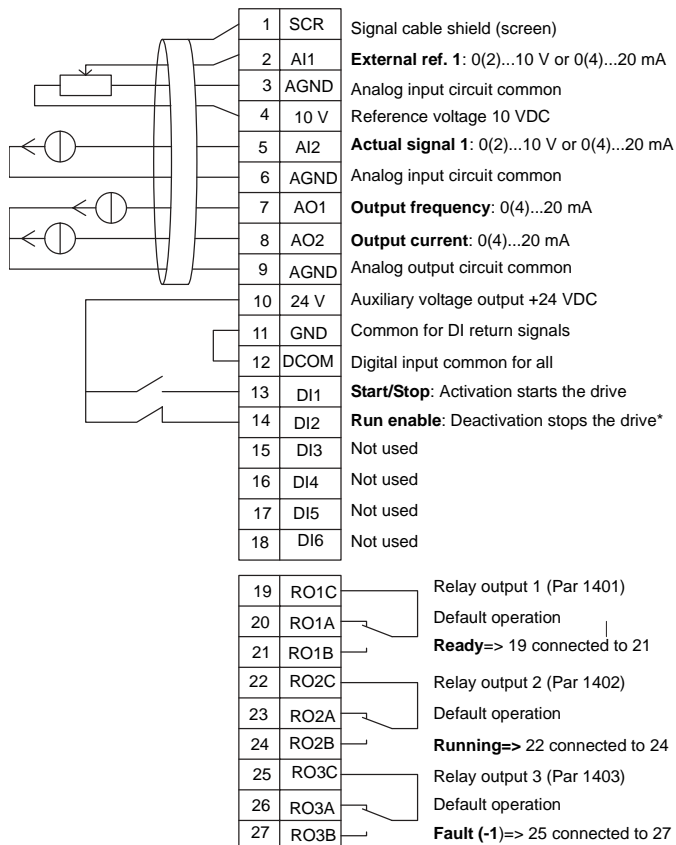 1 SCR Signal cable shield (screen)
2 AI1 External ref. 1: 0(2)...10 V or 0(4)...20 mA
3 AGND Analog input circuit common
4 10 V Reference voltage 10 VDC
5 AI2 Actual signal 1: 0(2)...10 V or 0(4)...20 mA
6 AGND Analog input circuit common
7 AO1 Output frequency: 0(4)...20 mA
8 AO2 Output current: 0(4)...20 mA
9 AGND Analog output circuit common
10 24 V Auxiliary voltage output +24 VDC
11 GND Common for DI return signals
12 DCOM Digital input common for all
13 DI1 Start/Stop: Activation starts the drive
14 DI2 Run enable: Deactivation stops the drive*
15 DI3 Not used
16 DI4 Not used
17 DI5 Not used
18 DI6 Not used
19 RO1C Relay output 1 (Par 1401)
20 RO1A Default operation
21 RO1B Ready=> 19 connected to 21
22 RO2C Relay output 2 (Par 1402)
23 RO2A Default operation
24 RO2B Running=> 22 connected to 24
25 RO3C Relay output 3 (Par 1403)
26 RO3A Default operation
27 RO3B Fault (-1)=> 25 connected to 27